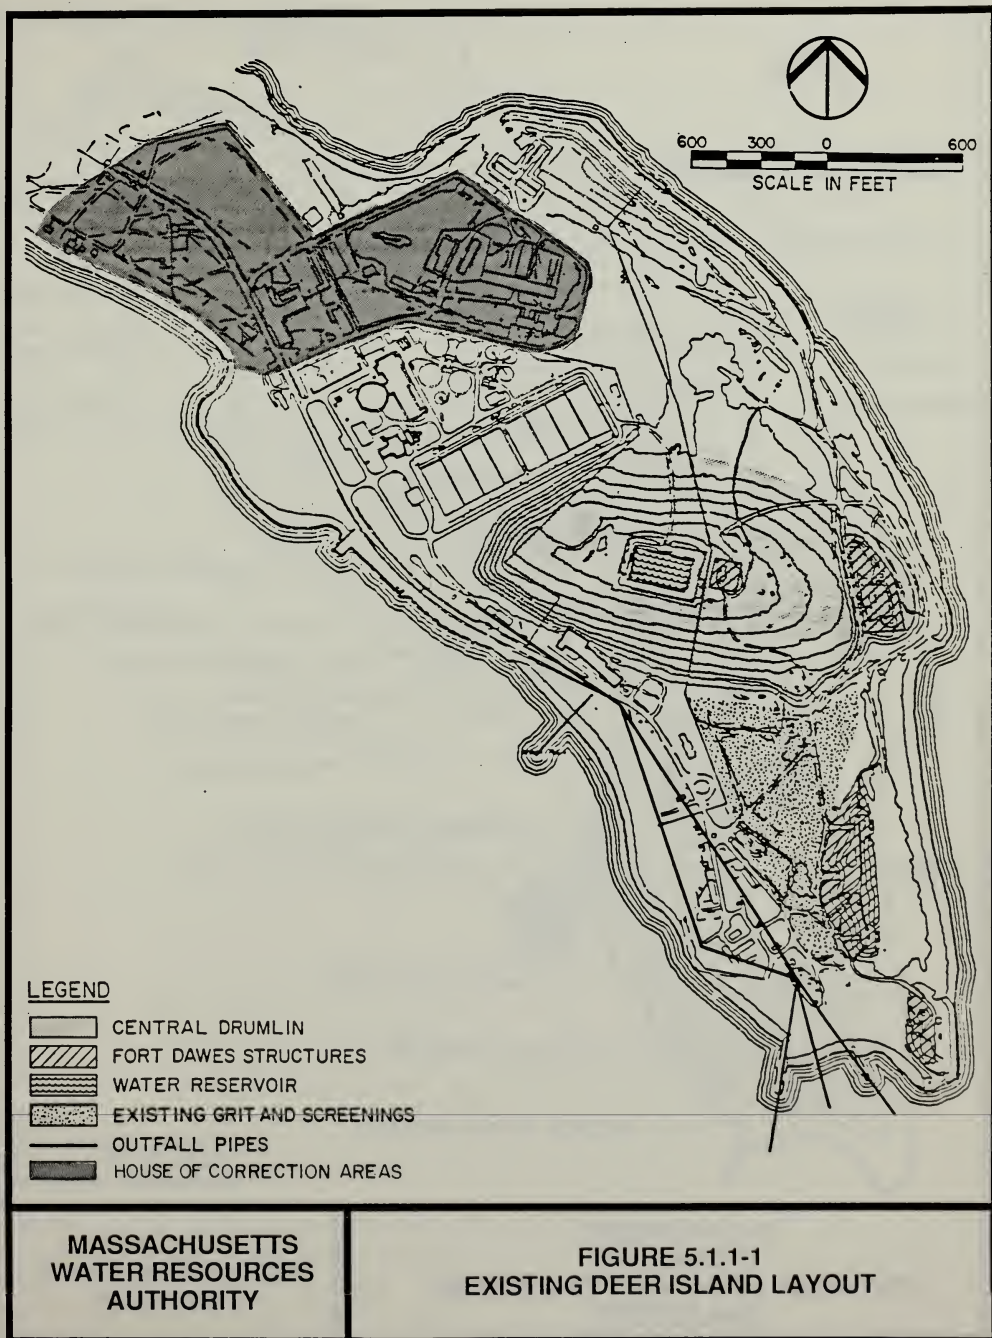 600 300 0 600
SCALE IN FEET
LEGEND
CENTRAL DRUMLIN
FORT DAWES STRUCTURES
WATER RESERVOIR
EXISTING GRIT AND SCREENINGS
OUTFALL PIPES
HOUSE OF CORRECTION AREAS
MASSACHUSETTS
WATER RESOURCES
AUTHORITY
FIGURE 5.1.1-1
EXISTING DEER ISLAND LAYOUT